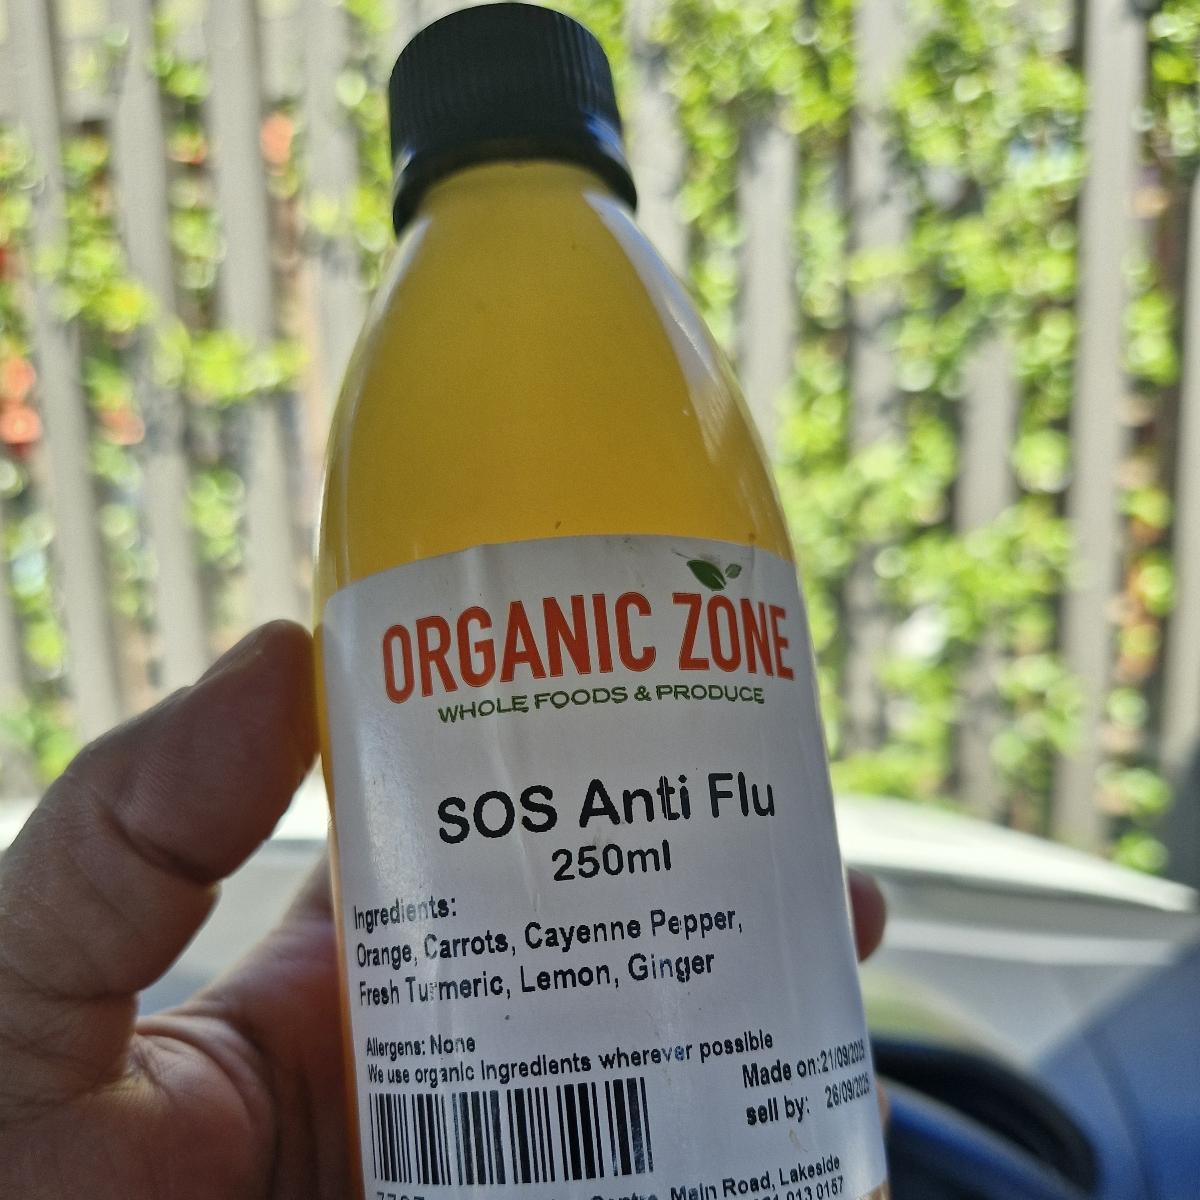 ORGANIC ZONE
WHOLE FOODS & PRODUCE
SOS Anti Flu
250ml
Ingredients:
Orange, Carrots, Cayenne Pepper,
Fresh Turmeric, Lemon, Ginger
Allergens: None
We use organic Ingredients wherever possible
Made on:21/09/2025
sell by: 26/09/2025
Main Road, Lakeside
013 0157